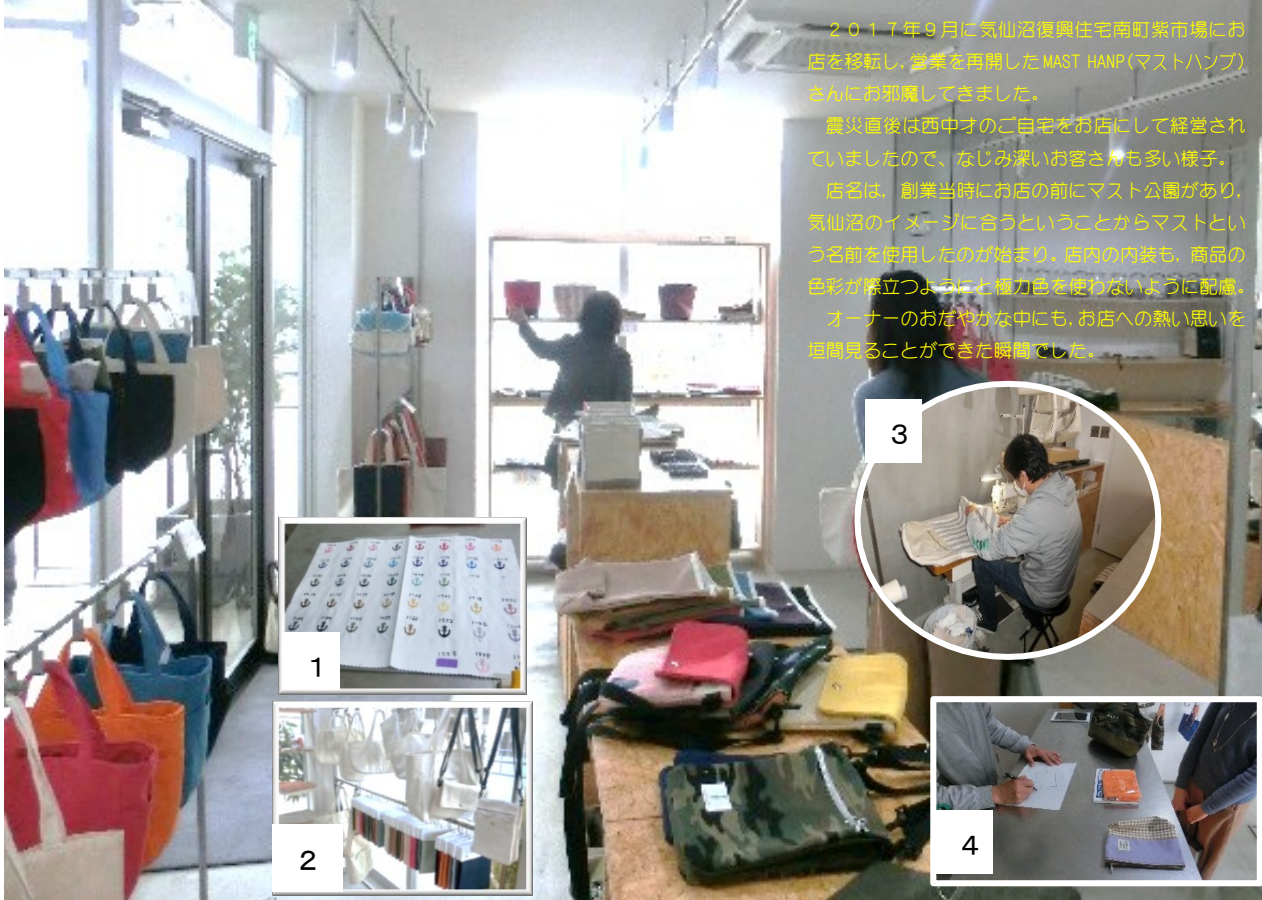 ２０１７年９月に気仙沼復興住宅南町紫市場にお
店を移転し，営業を再開したMAST HANP(マストハンプ)
さんにお邪魔してきました。
震災直後は西中才のご自宅をお店にして経営され
ていましたので、なじみ深いお客さんも多い様子。
店名は，創業当時にお店の前にマスト公園があり，
気仙沼のイメージに合うということからマストとい
う名前を使用したのが始まり。店内の内装も，商品の
色彩が際立つようにと極力色を使わないように配慮。
オーナーのおだやかな中にも，お店への熱い思いを
垣間見ることができた瞬間でした。
3
1
2
4